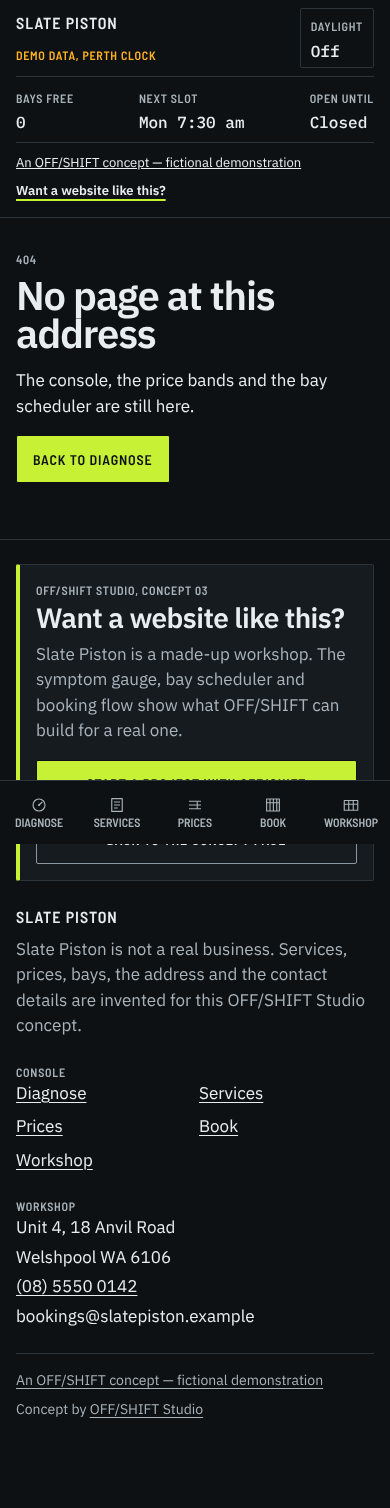 SLATE PISTON
DAYLIGHT
Off
DEMO DATA, PERTH CLOCK
BAYS FREE
0
NEXT SLOT
Mon 7:30 am
OPEN UNTIL
Closed
An OFF/SHIFT concept — fictional demonstration
Want a website like this?
404
No page at this
address
The console, the price bands and the bay
scheduler are still here.
BACK TO DIAGNOSE
OFF/SHIFT STUDIO, CONCEPT 03
Want a website like this?
Slate Piston is a made-up workshop. The
symptom gauge, bay scheduler and
booking flow show what OFF/SHIFT can
build for a real one.
DIAGNOSE
SERVICES
PRICES
BOOK
WORKSHOP
SLATE PISTON
Slate Piston is not a real business. Services,
prices, bays, the address and the contact
details are invented for this OFF/SHIFT Studio
concept.
CONSOLE
Diagnose
Services
Prices
Book
Workshop
WORKSHOP
Unit 4, 18 Anvil Road
Welshpool WA 6106
(08) 5550 0142
bookings@slatepiston.example
An OFF/SHIFT concept — fictional demonstration
Concept by OFF/SHIFT Studio